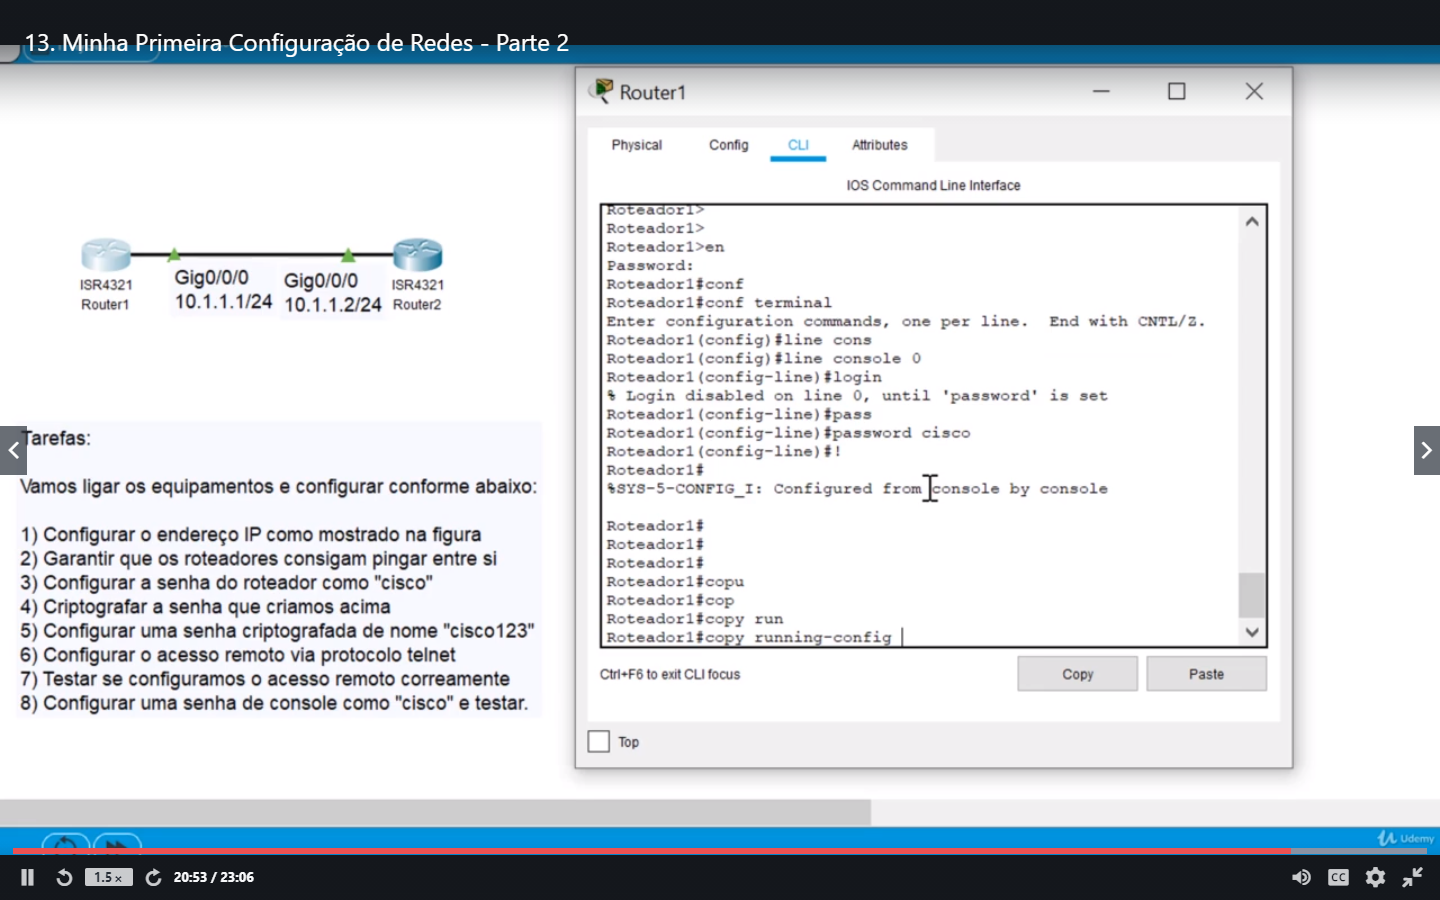 13. Minha Primeira Configuração de Redes - Parte 2
Router1
Physical
Config
CLI
Attributes
IOS Command Line Interface
Roteador1>
Roteador1>
Roteador1>en
Password:
Roteador1#conf
Roteador1#conf terminal
Enter configuration commands, one per line.  End with CNTL/Z.
Roteador1(config)#line cons
Roteador1(config)#line console 0
Roteador1(config-line)#login
% Login disabled on line 0, until 'password' is set
Roteador1(config-line)#pass
Roteador1(config-line)#password cisco
Roteador1(config-line)#!
Roteador1#
%SYS-5-CONFIG_I: Configured from console by console
Roteador1#
Roteador1#
Roteador1#
Roteador1#copu
Roteador1#cop
Roteador1#copy run
Roteador1#copy running-config
Ctrl+F6 to exit CLI focus
Copy
Paste
Top
ISR4321
Router1
Gig0/0/0
10.1.1.1/24
Gig0/0/0
10.1.1.2/24
ISR4321
Router2
Tarefas:
Vamos ligar os equipamentos e configurar conforme abaixo:
1) Configurar o endereço IP como mostrado na figura
2) Garantir que os roteadores consigam pingar entre si
3) Configurar a senha do roteador como "cisco"
4) Criptografar a senha que criamos acima
5) Configurar uma senha criptografada de nome "cisco123"
6) Configurar o acesso remoto via protocolo telnet
7) Testar se configuramos o acesso remoto correamente
8) Configurar uma senha de console como "cisco" e testar.
Udemy
1.5 x
20:53 / 23:06
CC